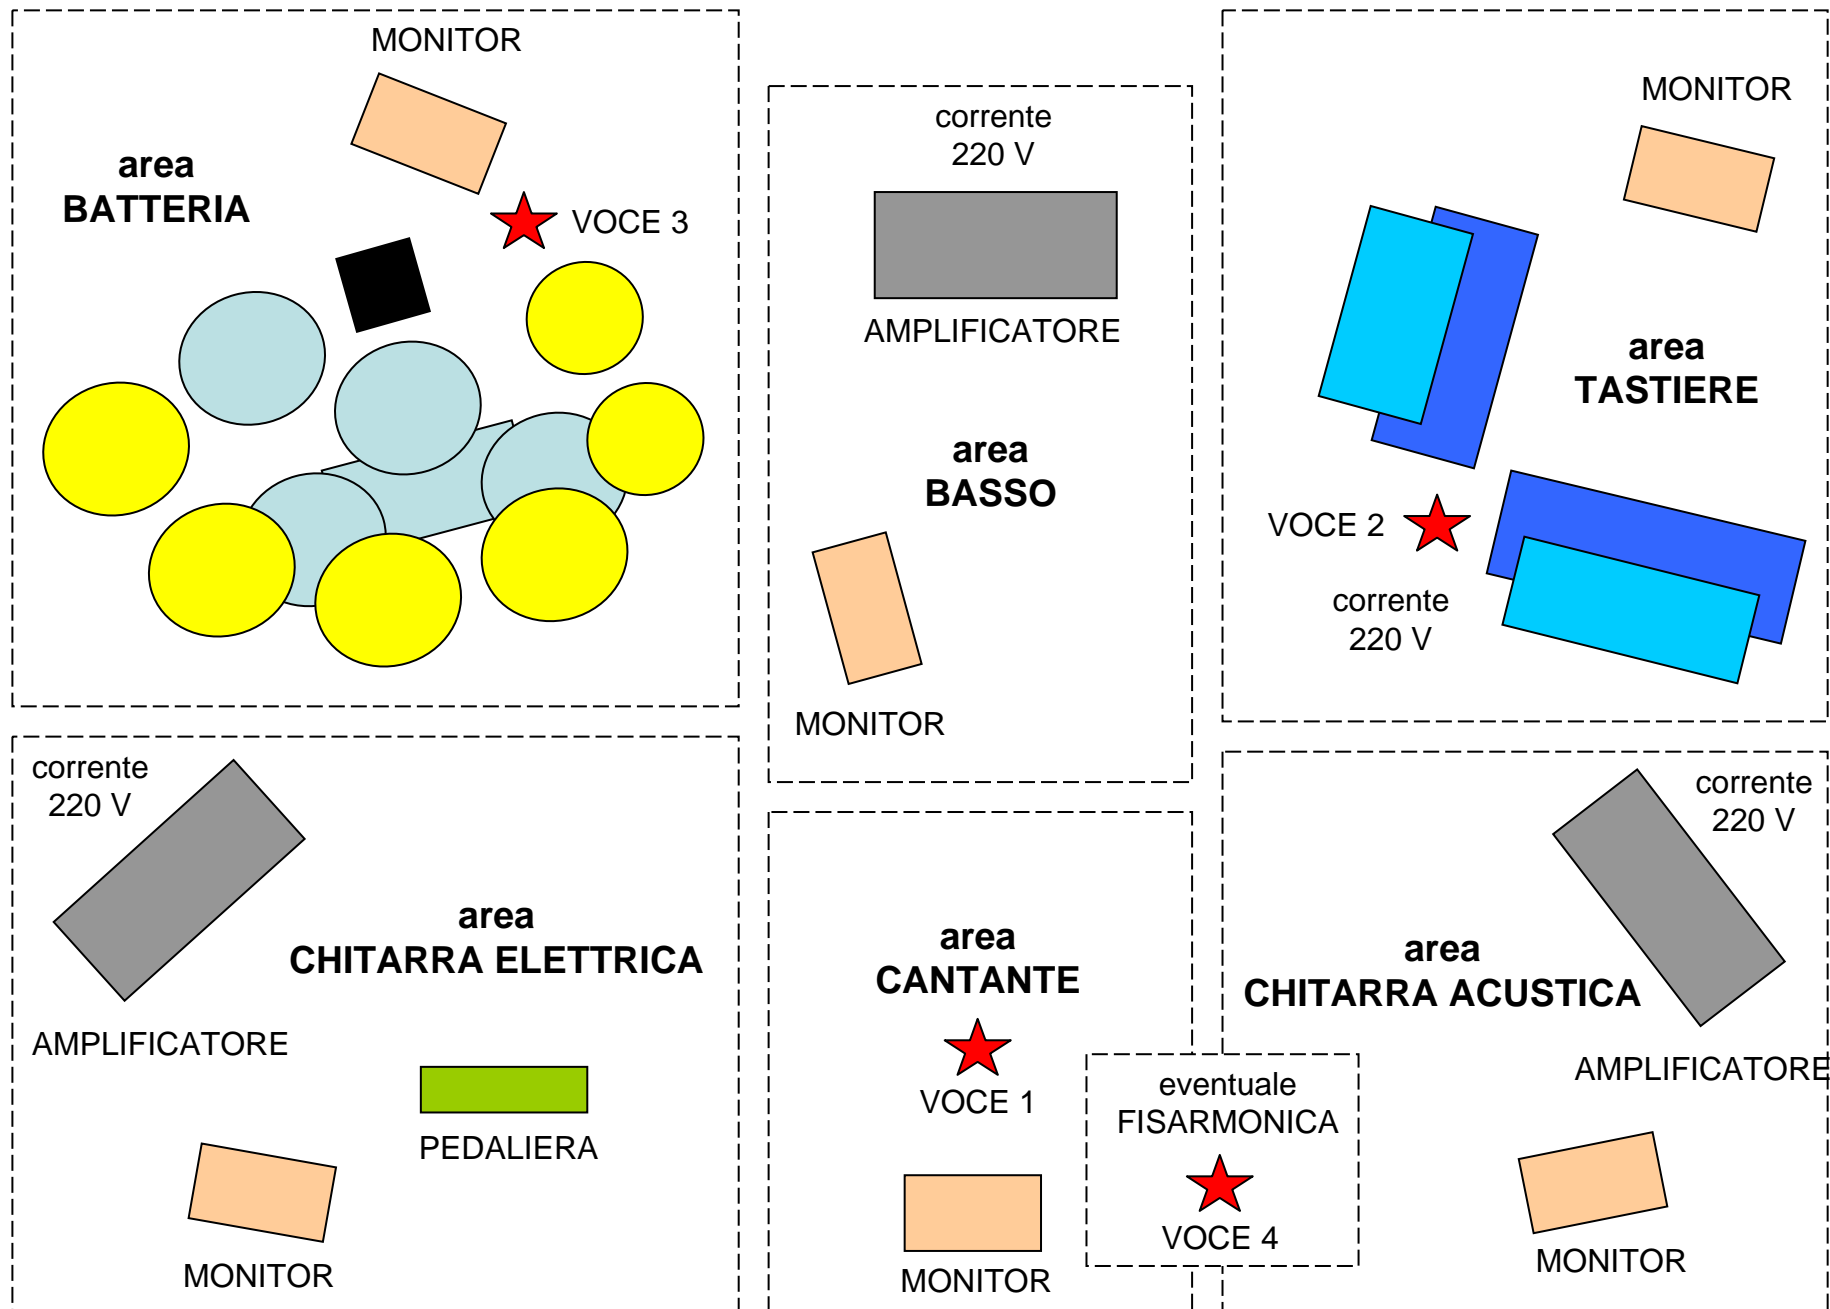 MONITOR
area
BATTERIA
VOCE 3
corrente
220 V
AMPLIFICATORE
area
BASSO
MONITOR
MONITOR
area
TASTIERE
VOCE 2
corrente
220 V
corrente
220 V
area
CHITARRA ELETTRICA
AMPLIFICATORE
PEDALIERA
MONITOR
area
CANTANTE
VOCE 1
MONITOR
eventuale
FISARMONICA
VOCE 4
corrente
220 V
area
CHITARRA ACUSTICA
AMPLIFICATORE
MONITOR